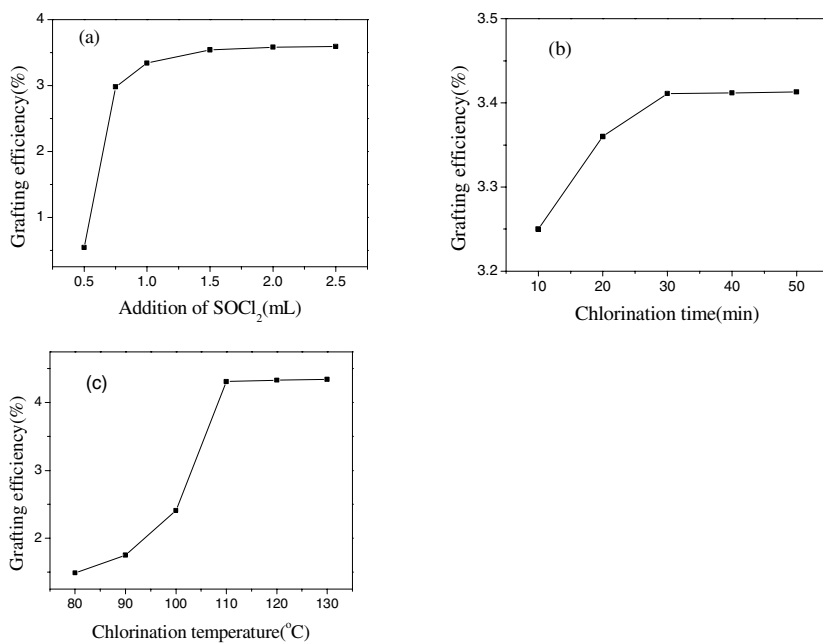 (a)
Grafting efficiency(%)
4
3
2
1
0.5 1.0 1.5 2.0 2.5
Addition of SOCl₂(mL)
(b)
Grafting efficiency(%)
3.5
3.4
3.3
3.2
10 20 30 40 50
Chlorination time(min)
(c)
Grafting efficiency(%)
4
4
2
80 90 100 110 120 130
Chlorination temperature(°C)